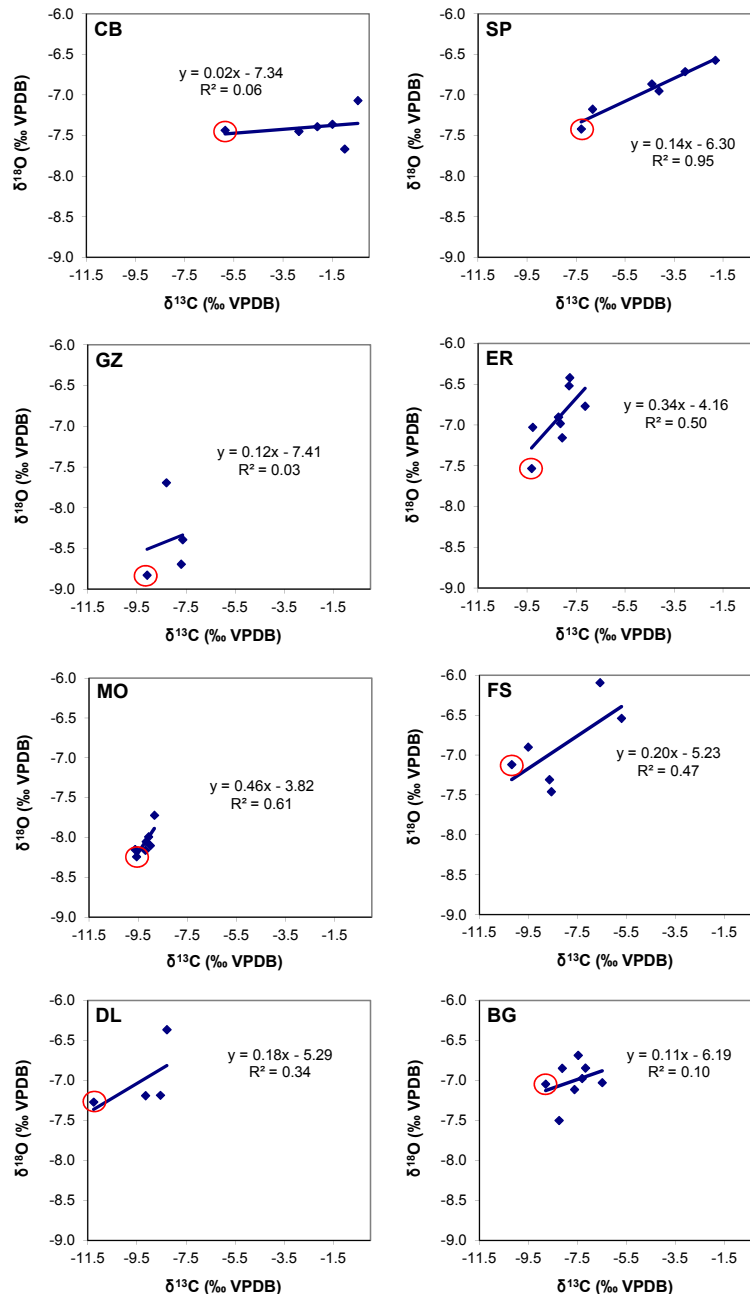 CB
y = 0.02x - 7.34
R² = 0.06
δ¹⁸O (‰ VPDB)
-6.0
-6.5
-7.0
-7.5
-8.0
-8.5
-9.0
-11.5 -9.5 -7.5 -5.5 -3.5 -1.5
δ¹³C (‰ VPDB)
SP
y = 0.14x - 6.30
R² = 0.95
δ¹⁸O (‰ VPDB)
-6.0
-6.5
-7.0
-7.5
-8.0
-8.5
-9.0
-11.5 -9.5 -7.5 -5.5 -3.5 -1.5
δ¹³C (‰ VPDB)
GZ
y = 0.12x - 7.41
R² = 0.03
δ¹⁸O (‰ VPDB)
-6.0
-6.5
-7.0
-7.5
-8.0
-8.5
-9.0
-11.5 -9.5 -7.5 -5.5 -3.5 -1.5
δ¹³C (‰ VPDB)
ER
y = 0.34x - 4.16
R² = 0.50
δ¹⁸O (‰ VPDB)
-6.0
-6.5
-7.0
-7.5
-8.0
-8.5
-9.0
-11.5 -9.5 -7.5 -5.5 -3.5 -1.5
δ¹³C (‰ VPDB)
MO
y = 0.46x - 3.82
R² = 0.61
δ¹⁸O (‰ VPDB)
-6.0
-6.5
-7.0
-7.5
-8.0
-8.5
-9.0
-11.5 -9.5 -7.5 -5.5 -3.5 -1.5
δ¹³C (‰ VPDB)
FS
y = 0.20x - 5.23
R² = 0.47
δ¹⁸O (‰ VPDB)
-6.0
-6.5
-7.0
-7.5
-8.0
-8.5
-9.0
-11.5 -9.5 -7.5 -5.5 -3.5 -1.5
δ¹³C (‰ VPDB)
DL
y = 0.18x - 5.29
R² = 0.34
δ¹⁸O (‰ VPDB)
-6.0
-6.5
-7.0
-7.5
-8.0
-8.5
-9.0
-11.5 -9.5 -7.5 -5.5 -3.5 -1.5
δ¹³C (‰ VPDB)
BG
y = 0.11x - 6.19
R² = 0.10
δ¹⁸O (‰ VPDB)
-6.0
-6.5
-7.0
-7.5
-8.0
-8.5
-9.0
-11.5 -9.5 -7.5 -5.5 -3.5 -1.5
δ¹³C (‰ VPDB)